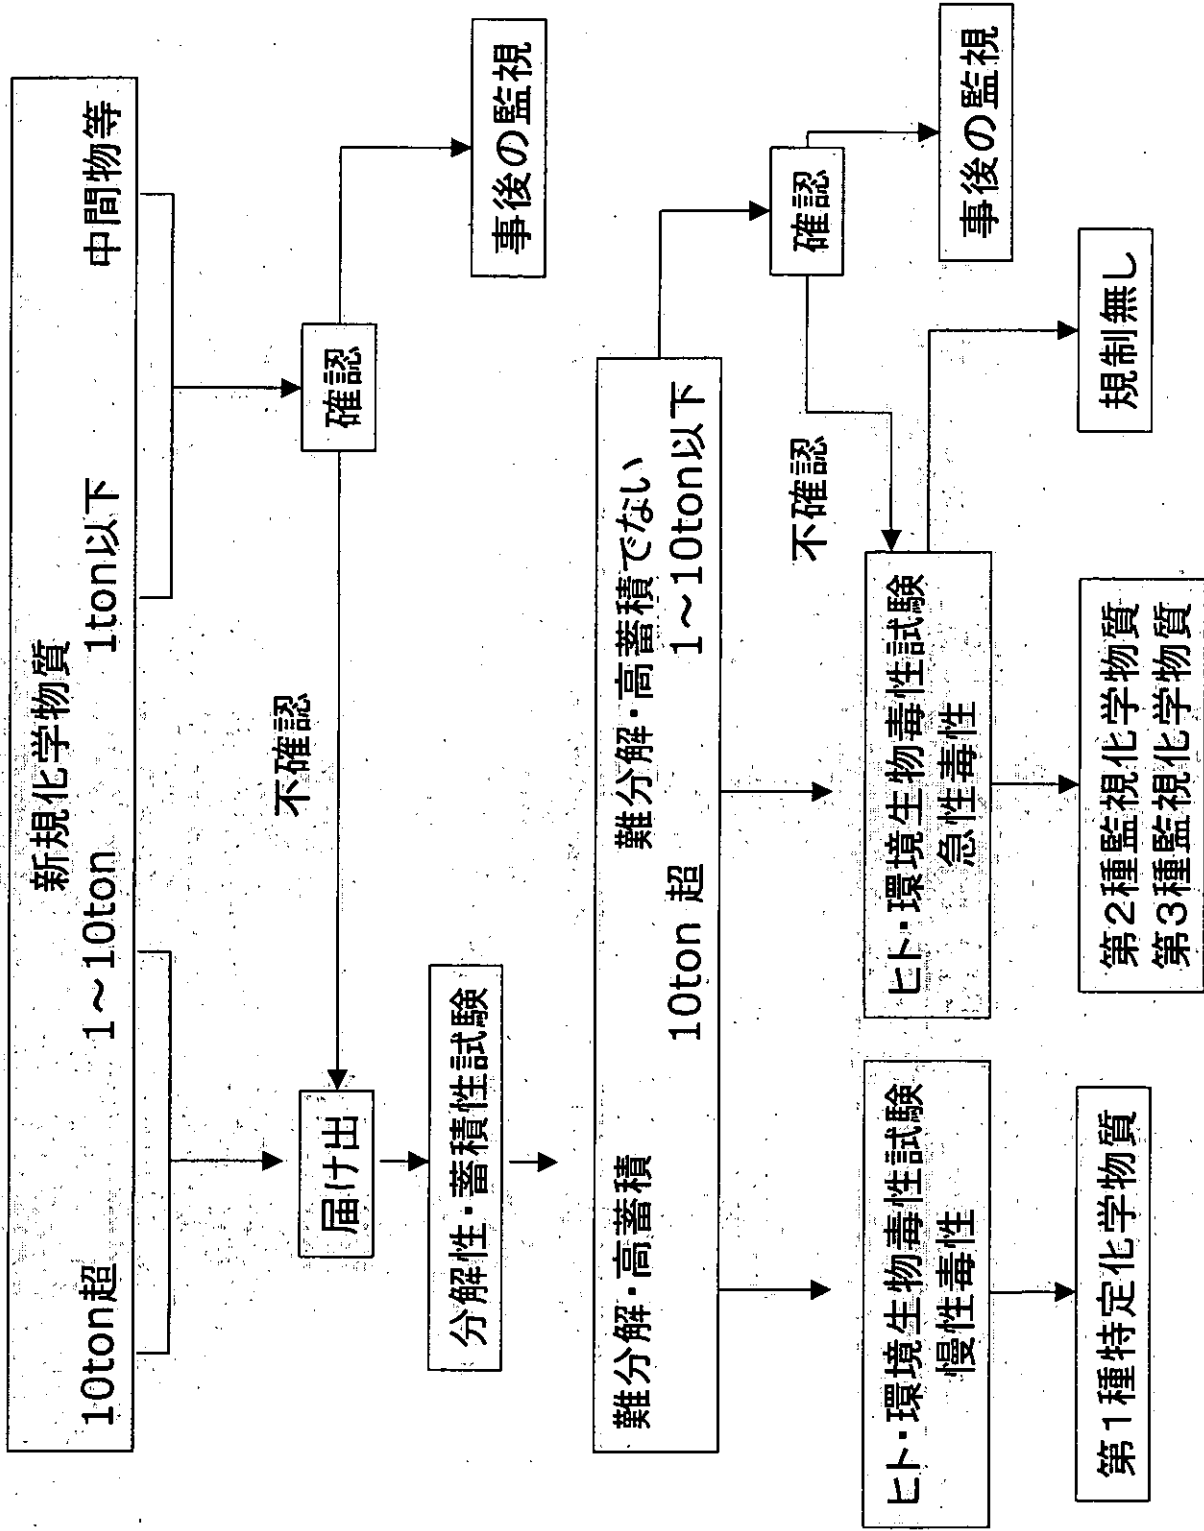 新規化学物質
10ton超 1～10ton 1ton以下 中間物等
不確認
届け出
確認
分解性・蓄積性試験
事後の監視
難分解・高蓄積 難分解・高蓄積でない
10ton 超 1～10ton以下
確認
不確認
事後の監視
ヒト・環境生物毒性試験
慢性毒性
ヒト・環境生物毒性試験
急性毒性
第1種特定化学物質
第2種監視化学物質
第3種監視化学物質
規制無し